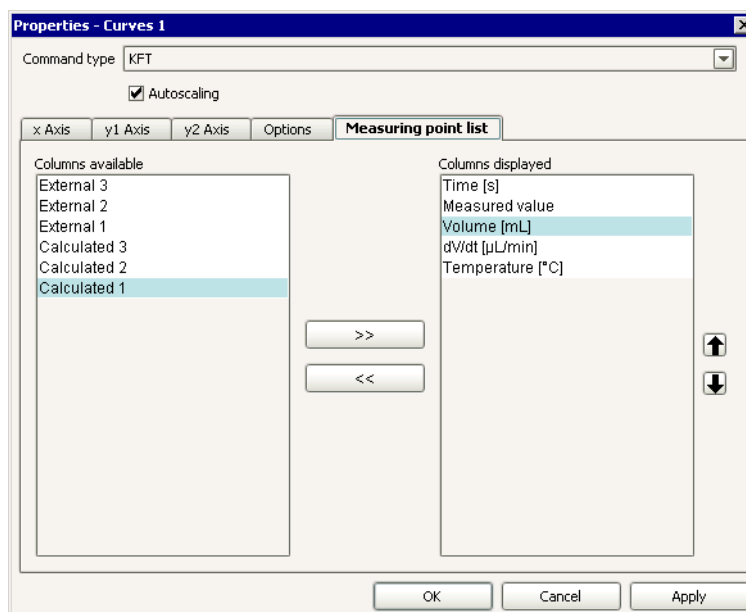 Properties - Curves 1
Command type KFT
Autoscaling
x Axis y1 Axis y2 Axis Options Measuring point list
Columns available
External 3
External 2
External 1
Calculated 3
Calculated 2
Calculated 1
>>
<<
Columns displayed
Time [s]
Measured value
Volume [mL]
dV/dt [µL/min]
Temperature [°C]
OK Cancel Apply